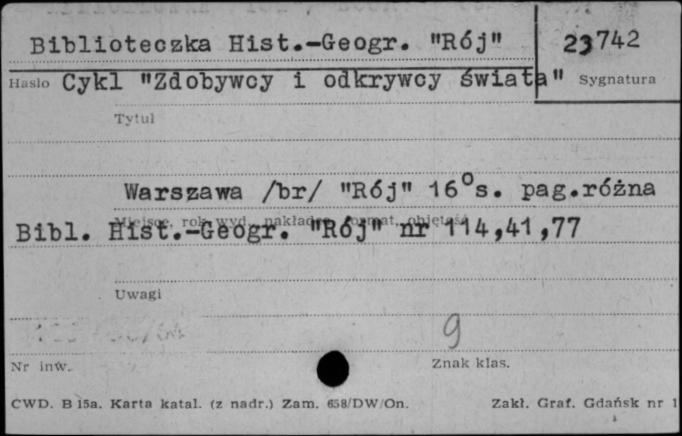 Biblioteczka Hist.-Geogr. "Rój"
23742
Hasło Cykl "Zdobywcy i odkrywcy świata"
Sygnatura
Tytuł
Warszawa /br/ "Rój" 16°s. pag.różna
Miejsce, rok wyd., nakładca, format, objętość
Bibl. Hist.-Geogr. "Rój" nr 114,41,77
Uwagi
9
Nr inw.
Znak klas.
CWD. B 15a. Karta katal. (z nadr.) Zam. 658/DW/On.
Zakł. Graf. Gdańsk nr 1